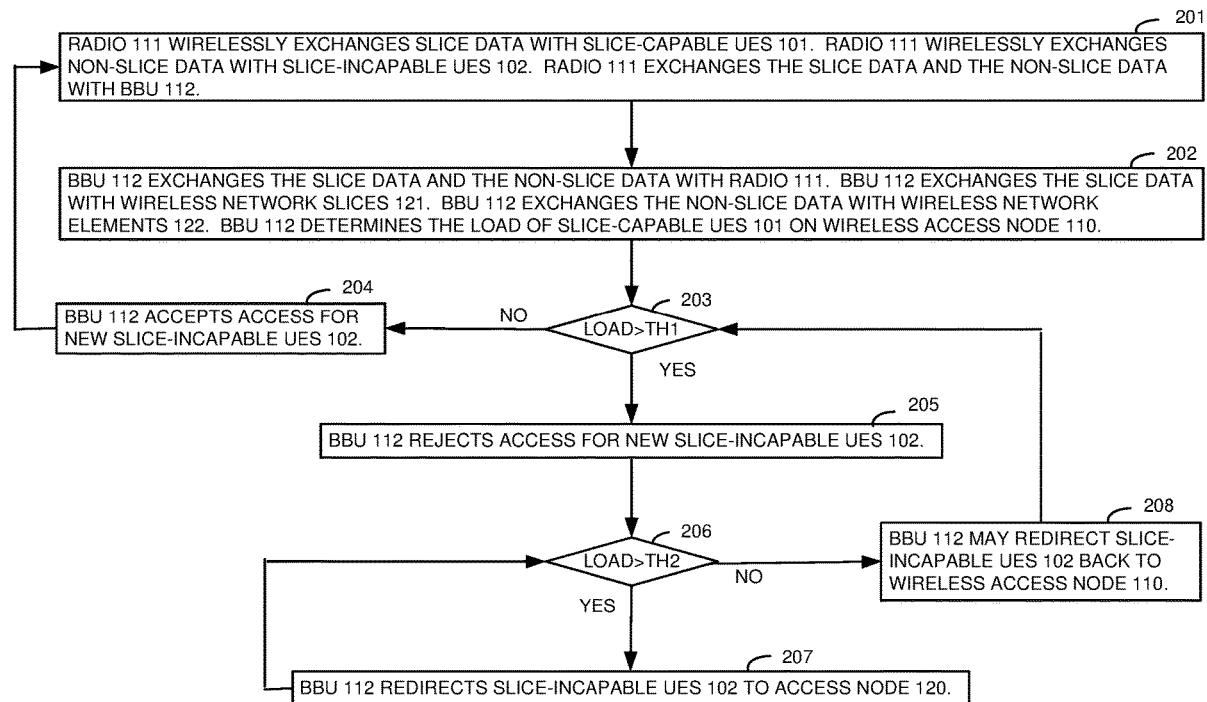 201
RADIO 111 WIRELESSLY EXCHANGES SLICE DATA WITH SLICE-CAPABLE UES 101. RADIO 111 WIRELESSLY EXCHANGES
NON-SLICE DATA WITH SLICE-INCAPABLE UES 102. RADIO 111 EXCHANGES THE SLICE DATA AND THE NON-SLICE DATA
WITH BBU 112.
202
BBU 112 EXCHANGES THE SLICE DATA AND THE NON-SLICE DATA WITH RADIO 111. BBU 112 EXCHANGES THE SLICE DATA
WITH WIRELESS NETWORK SLICES 121. BBU 112 EXCHANGES THE NON-SLICE DATA WITH WIRELESS NETWORK
ELEMENTS 122. BBU 112 DETERMINES THE LOAD OF SLICE-CAPABLE UES 101 ON WIRELESS ACCESS NODE 110.
204
BBU 112 ACCEPTS ACCESS FOR
NEW SLICE-INCAPABLE UES 102.
NO
203
LOAD>TH1
YES
205
BBU 112 REJECTS ACCESS FOR NEW SLICE-INCAPABLE UES 102.
206
LOAD>TH2
NO
YES
208
BBU 112 MAY REDIRECT SLICE-
INCAPABLE UES 102 BACK TO
WIRELESS ACCESS NODE 110.
207
BBU 112 REDIRECTS SLICE-INCAPABLE UES 102 TO ACCESS NODE 120.